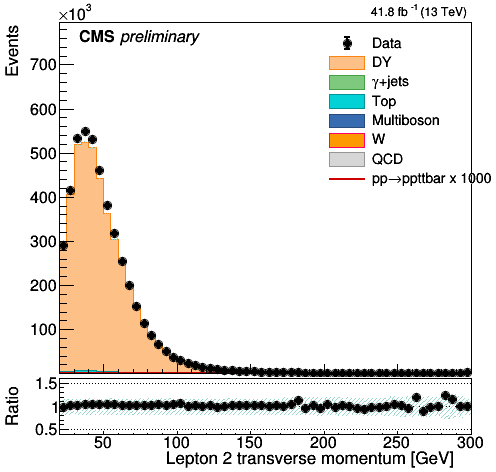 ×10³
41.8 fb⁻¹ (13 TeV)
CMS preliminary
Events
700
600
500
400
300
200
100
Data
DY
γ+jets
Top
Multiboson
W
QCD
pp→ppttbar x 1000
Ratio
1.5
1
0.5
50 100 150 200 250 300
Lepton 2 transverse momentum [GeV]